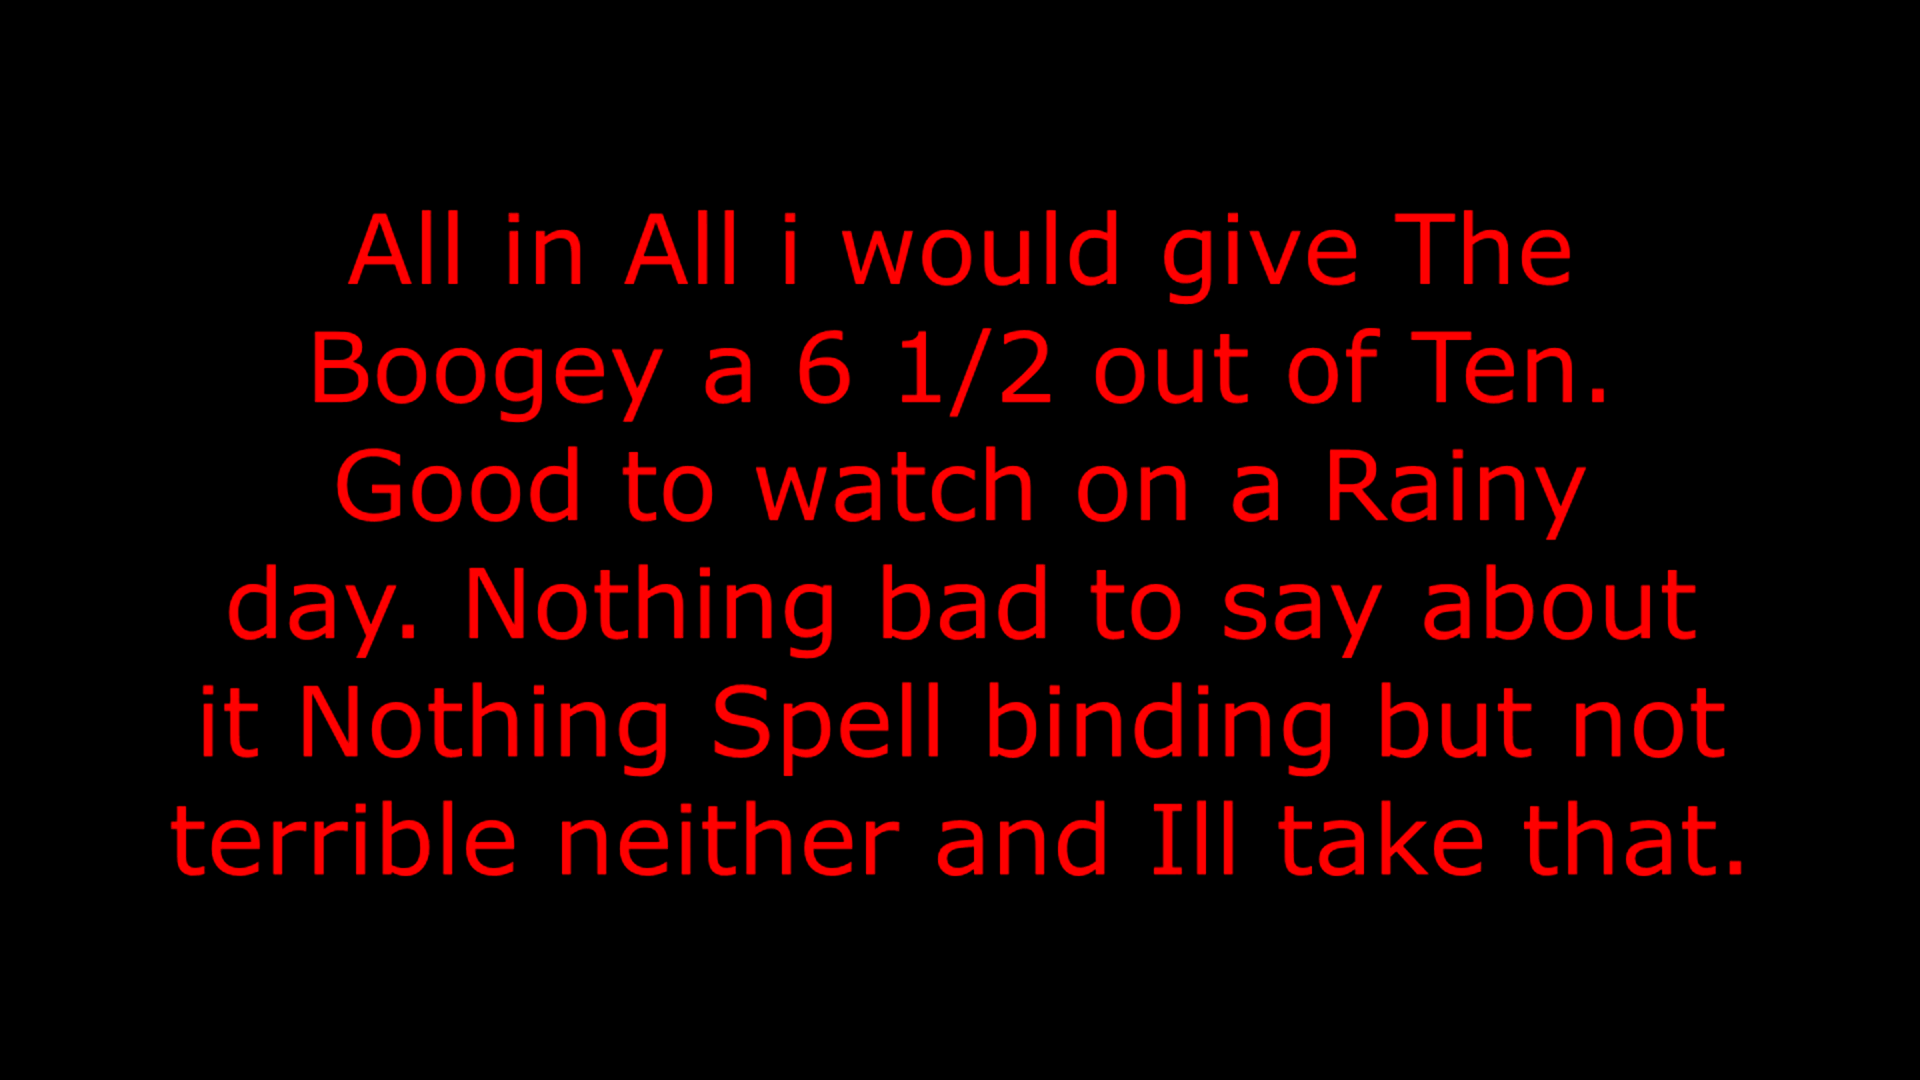 All in All i would give The
Boogey a 6 1/2 out of Ten.
Good to watch on a Rainy
day. Nothing bad to say about
it Nothing Spell binding but not
terrible neither and Ill take that.